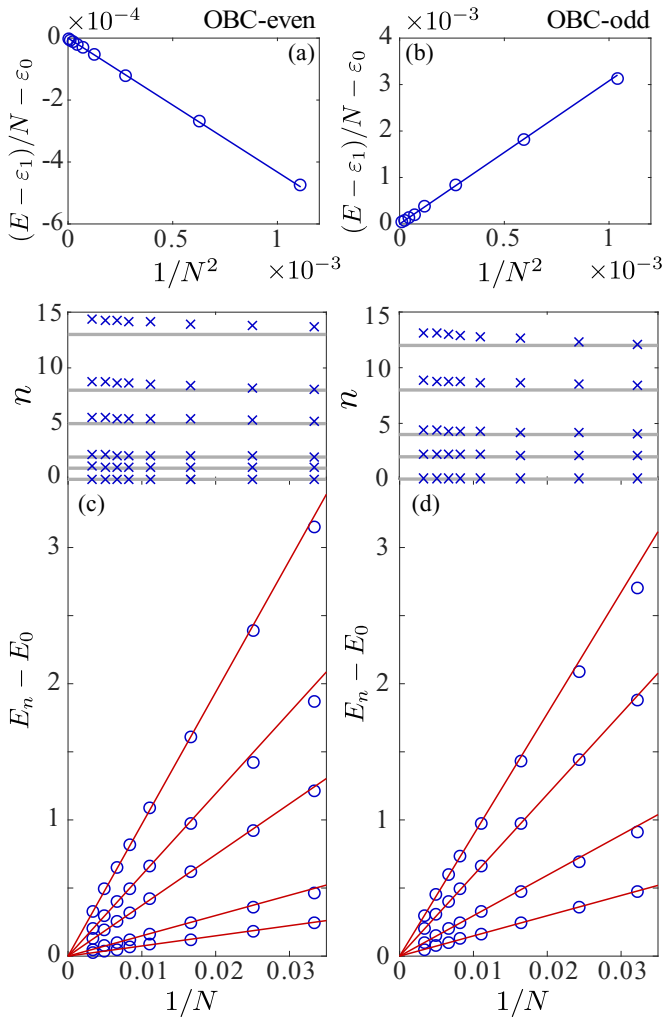 ×10⁻⁴ OBC-even ×10⁻³ OBC-odd
(a) (b)
(E − ε₁)/N − ε₀
0
-2
-4
-6
(E − ε₁)/N − ε₀
4
3
2
1
0
0 0.5 1
0 0.5 1
1/N² ×10⁻³
1/N² ×10⁻³
n
15
10
5
0
n
15
10
5
0
(c) (d)
Eₙ − E₀
3
2
1
0
Eₙ − E₀
3
2
1
0
0 0.01 0.02 0.03
0 0.01 0.02 0.03
1/N
1/N